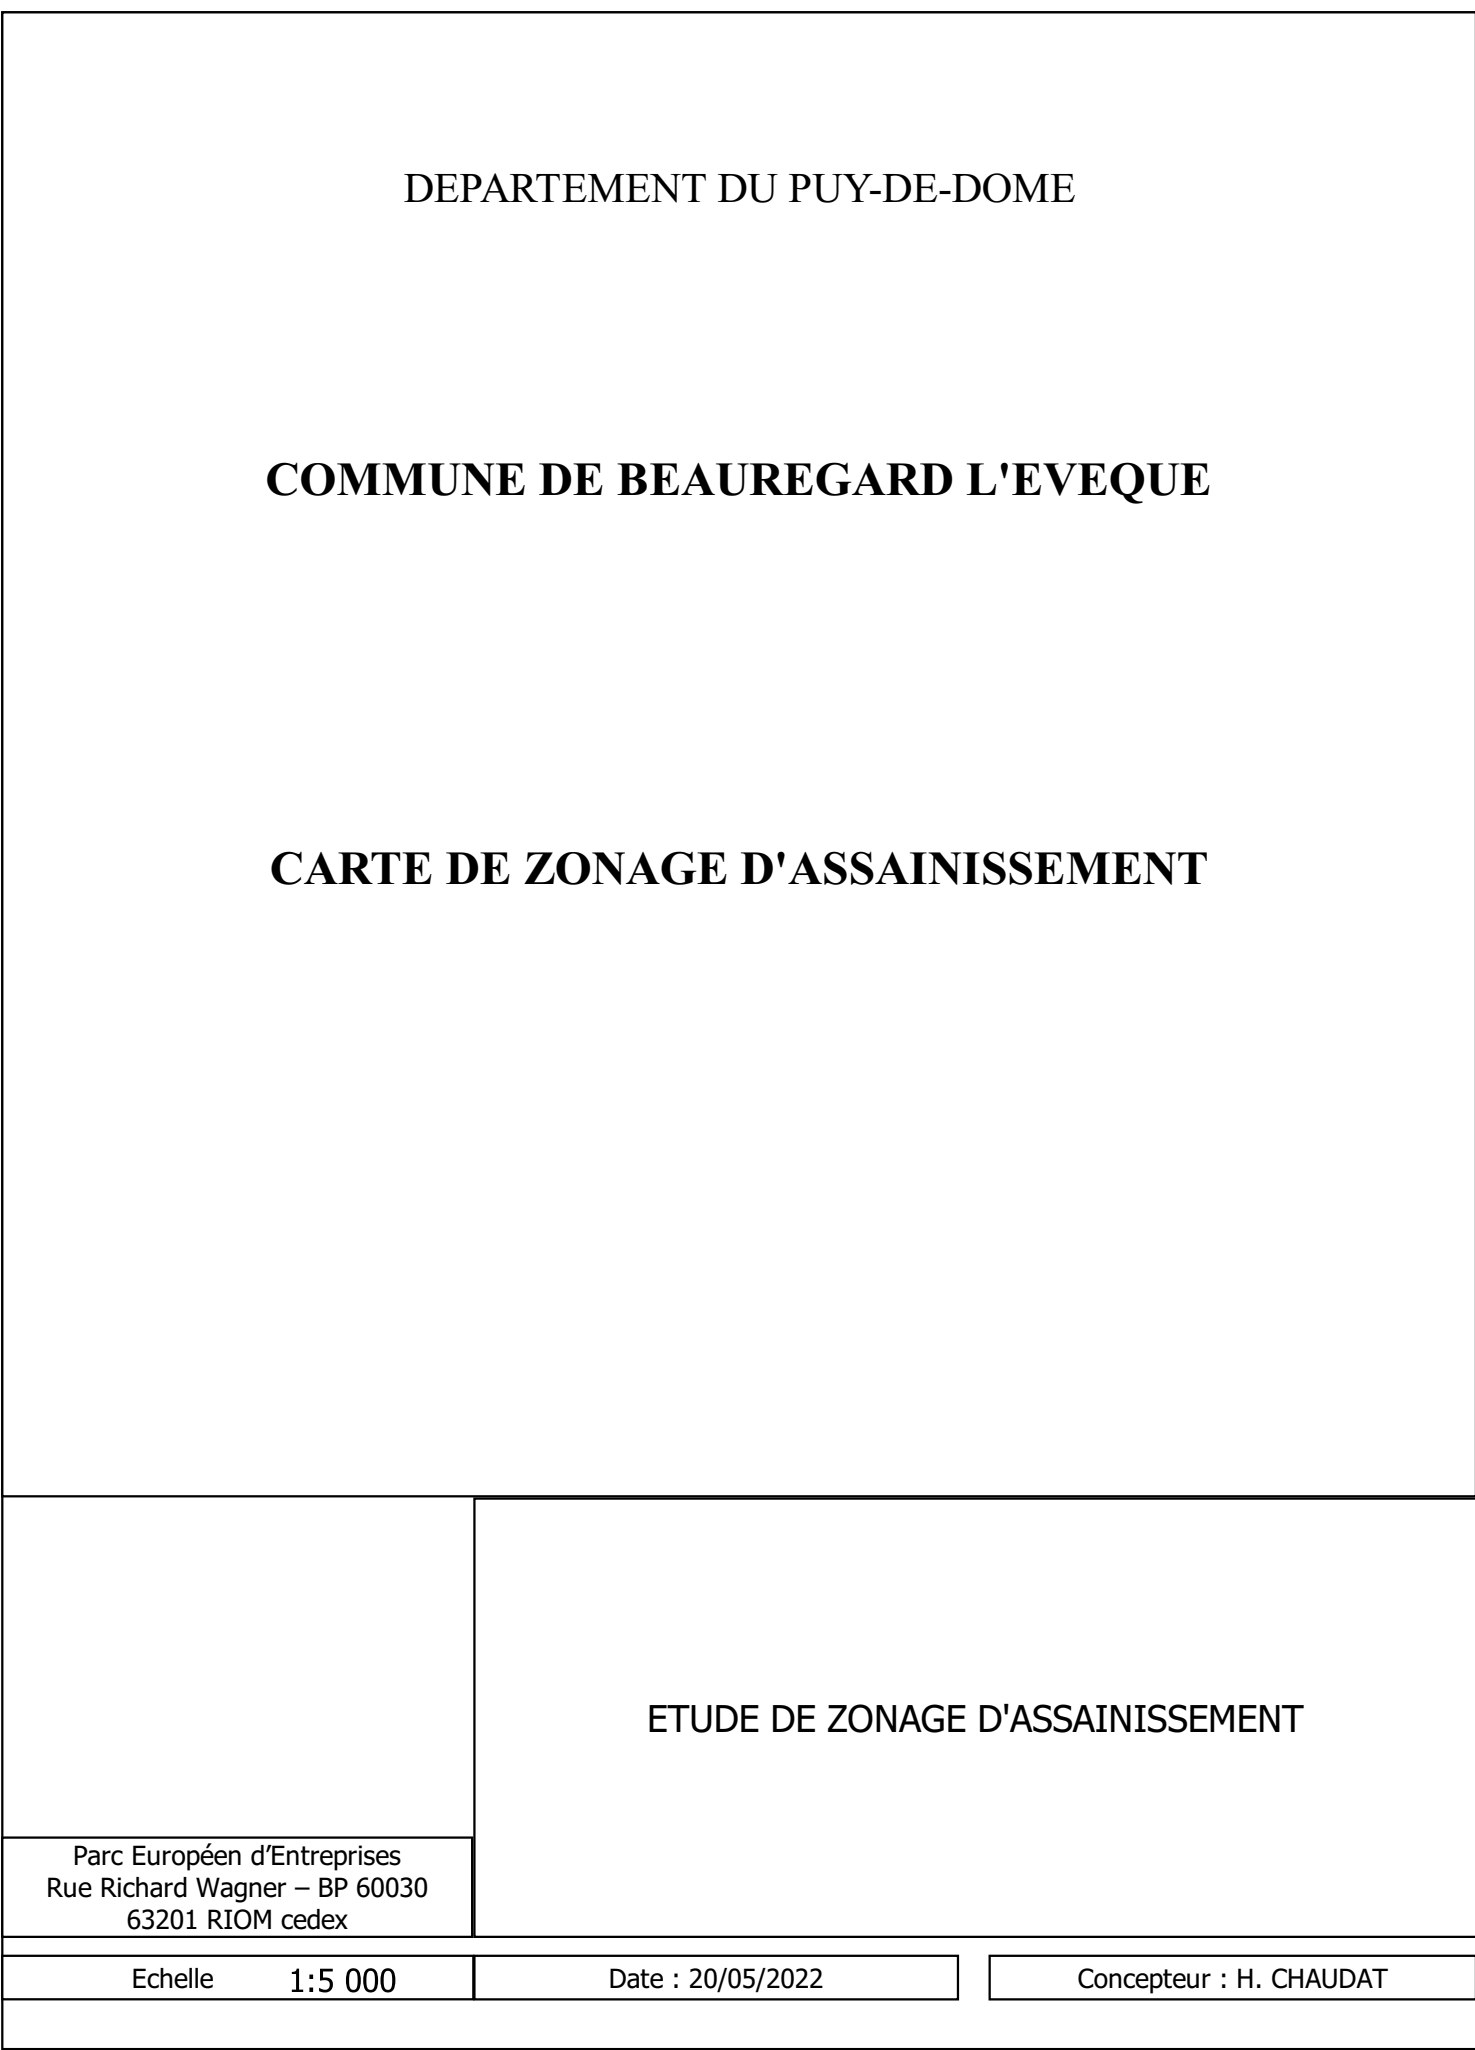 DEPARTEMENT DU PUY-DE-DOME
COMMUNE DE BEAUREGARD L'EVEQUE
CARTE DE ZONAGE D'ASSAINISSEMENT
ETUDE DE ZONAGE D'ASSAINISSEMENT
Parc Européen d’Entreprises
Rue Richard Wagner – BP 60030
63201 RIOM cedex
Echelle 1:5 000
Date : 20/05/2022
Concepteur : H. CHAUDAT